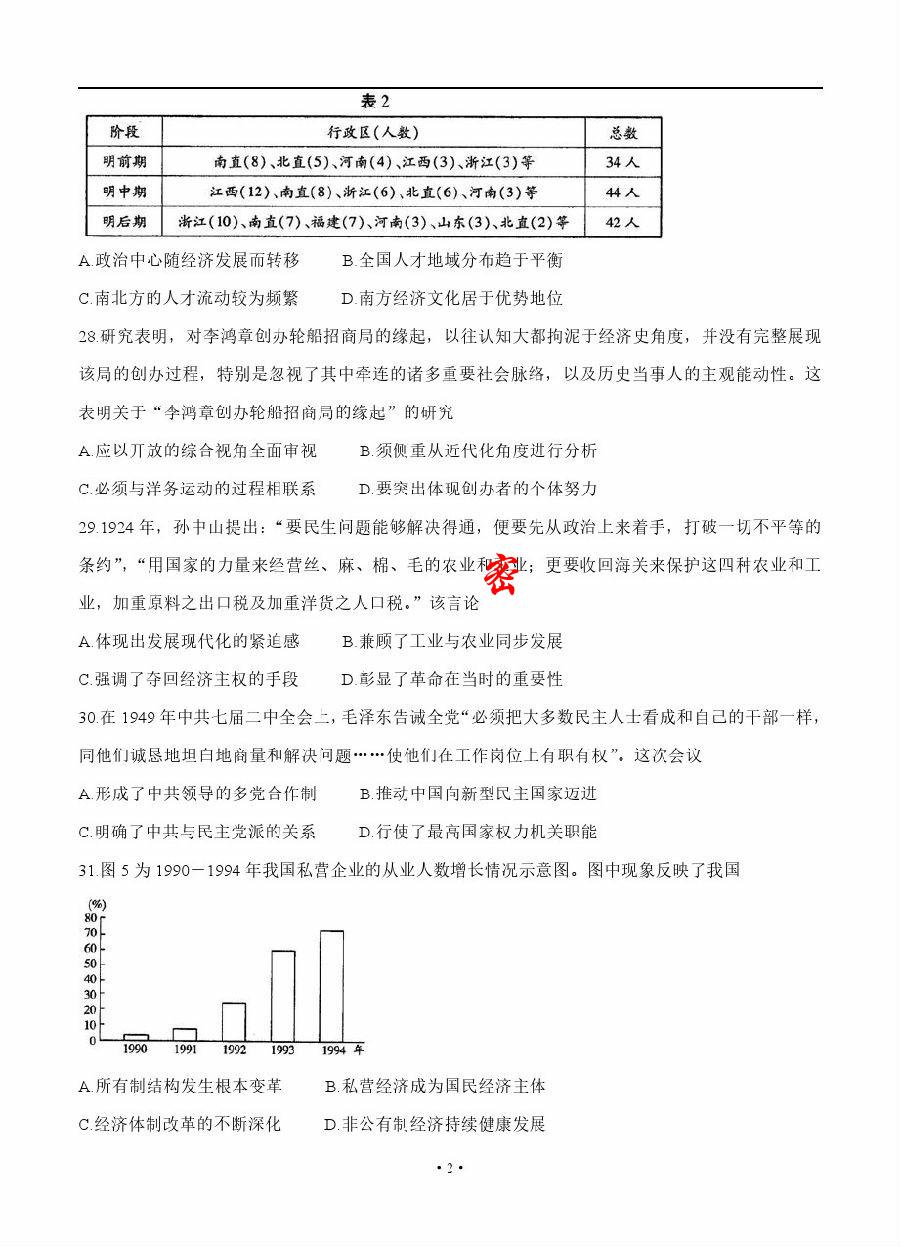 表 2
阶段 行政区(人数) 总数
明前期 南直(8)、北直(5)、河南(4)、江西(3)、浙江(3)等 34 人
明中期 江西(12)、南直(8)、浙江(6)、北直(6)、河南(3)等 44 人
明后期 浙江(10)、南直(7)、福建(7)、河南(3)、山东(3)、北直(2)等 42 人
A.政治中心随经济发展而转移 B.全国人才地域分布趋于平衡
C.南北方的人才流动较为频繁 D.南方经济文化居于优势地位
28.研究表明，对李鸿章创办轮船招商局的缘起，以往认知大都拘泥于经济史角度，并没有完整展现
该局的创办过程，特别是忽视了其中牵连的诸多重要社会脉络，以及历史当事人的主观能动性。这
表明关于“李鸿章创办轮船招商局的缘起”的研究
A.应以开放的综合视角全面审视 B.须侧重从近代化角度进行分析
C.必须与洋务运动的过程相联系 D.要突出体现创办者的个体努力
29.1924 年，孙中山提出：“要民生问题能够解决得通，便要先从政治上来着手，打破一切不平等的
条约”，“用国家的力量来经营丝、麻、棉、毛的农业和密业；更要收回海关来保护这四种农业和工
业，加重原料之出口税及加重洋货之人口税。”该言论
A.体现出发展现代化的紧迫感 B.兼顾了工业与农业同步发展
C.强调了夺回经济主权的手段 D.彰显了革命在当时的重要性
30.在 1949 年中共七届二中全会上，毛泽东告诫全党“必须把大多数民主人士看成和自己的干部一样，
同他们诚恳地坦白地商量和解决问题……使他们在工作岗位上有职有权”。这次会议
A.形成了中共领导的多党合作制 B.推动中国向新型民主国家迈进
C.明确了中共与民主党派的关系 D.行使了最高国家权力机关职能
31.图 5 为 1990－1994 年我国私营企业的从业人数增长情况示意图。图中现象反映了我国
(%)
80
70
60
50
40
30
20
10
0
1990 1991 1992 1993 1994 年
A.所有制结构发生根本变革 B.私营经济成为国民经济主体
C.经济体制改革的不断深化 D.非公有制经济持续健康发展
· 2 ·